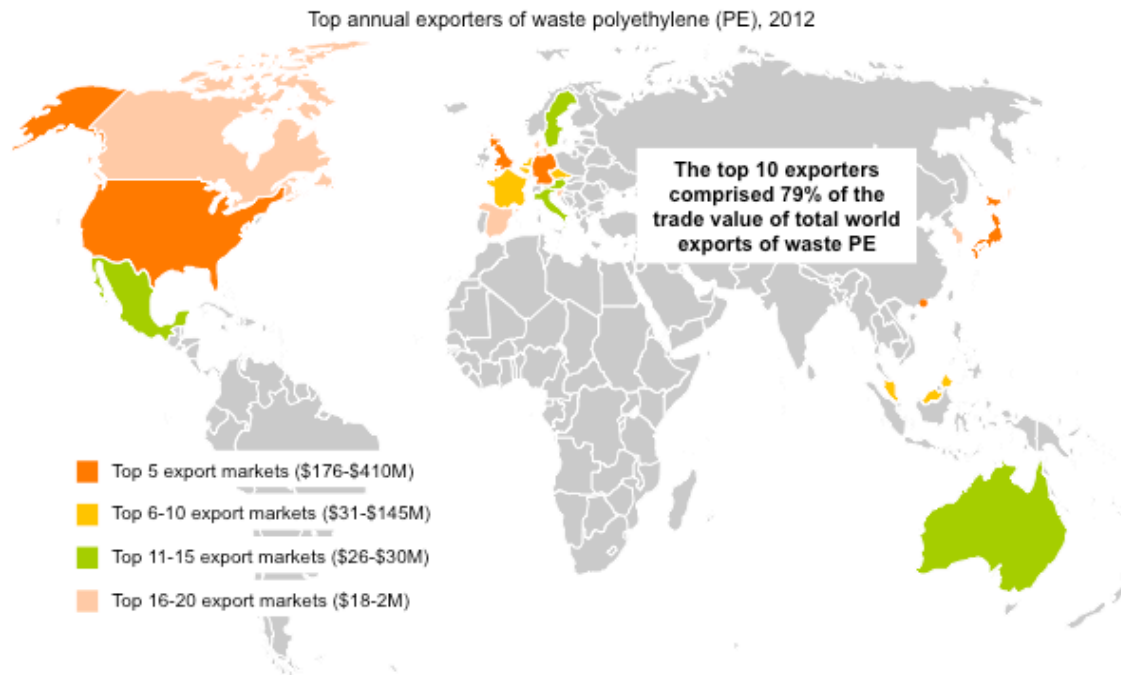 Top annual exporters of waste polyethylene (PE), 2012
The top 10 exporters
comprised 79% of the
trade value of total world
exports of waste PE
Top 5 export markets ($176-$410M)
Top 6-10 export markets ($31-$145M)
Top 11-15 export markets ($26-$30M)
Top 16-20 export markets ($18-2M)